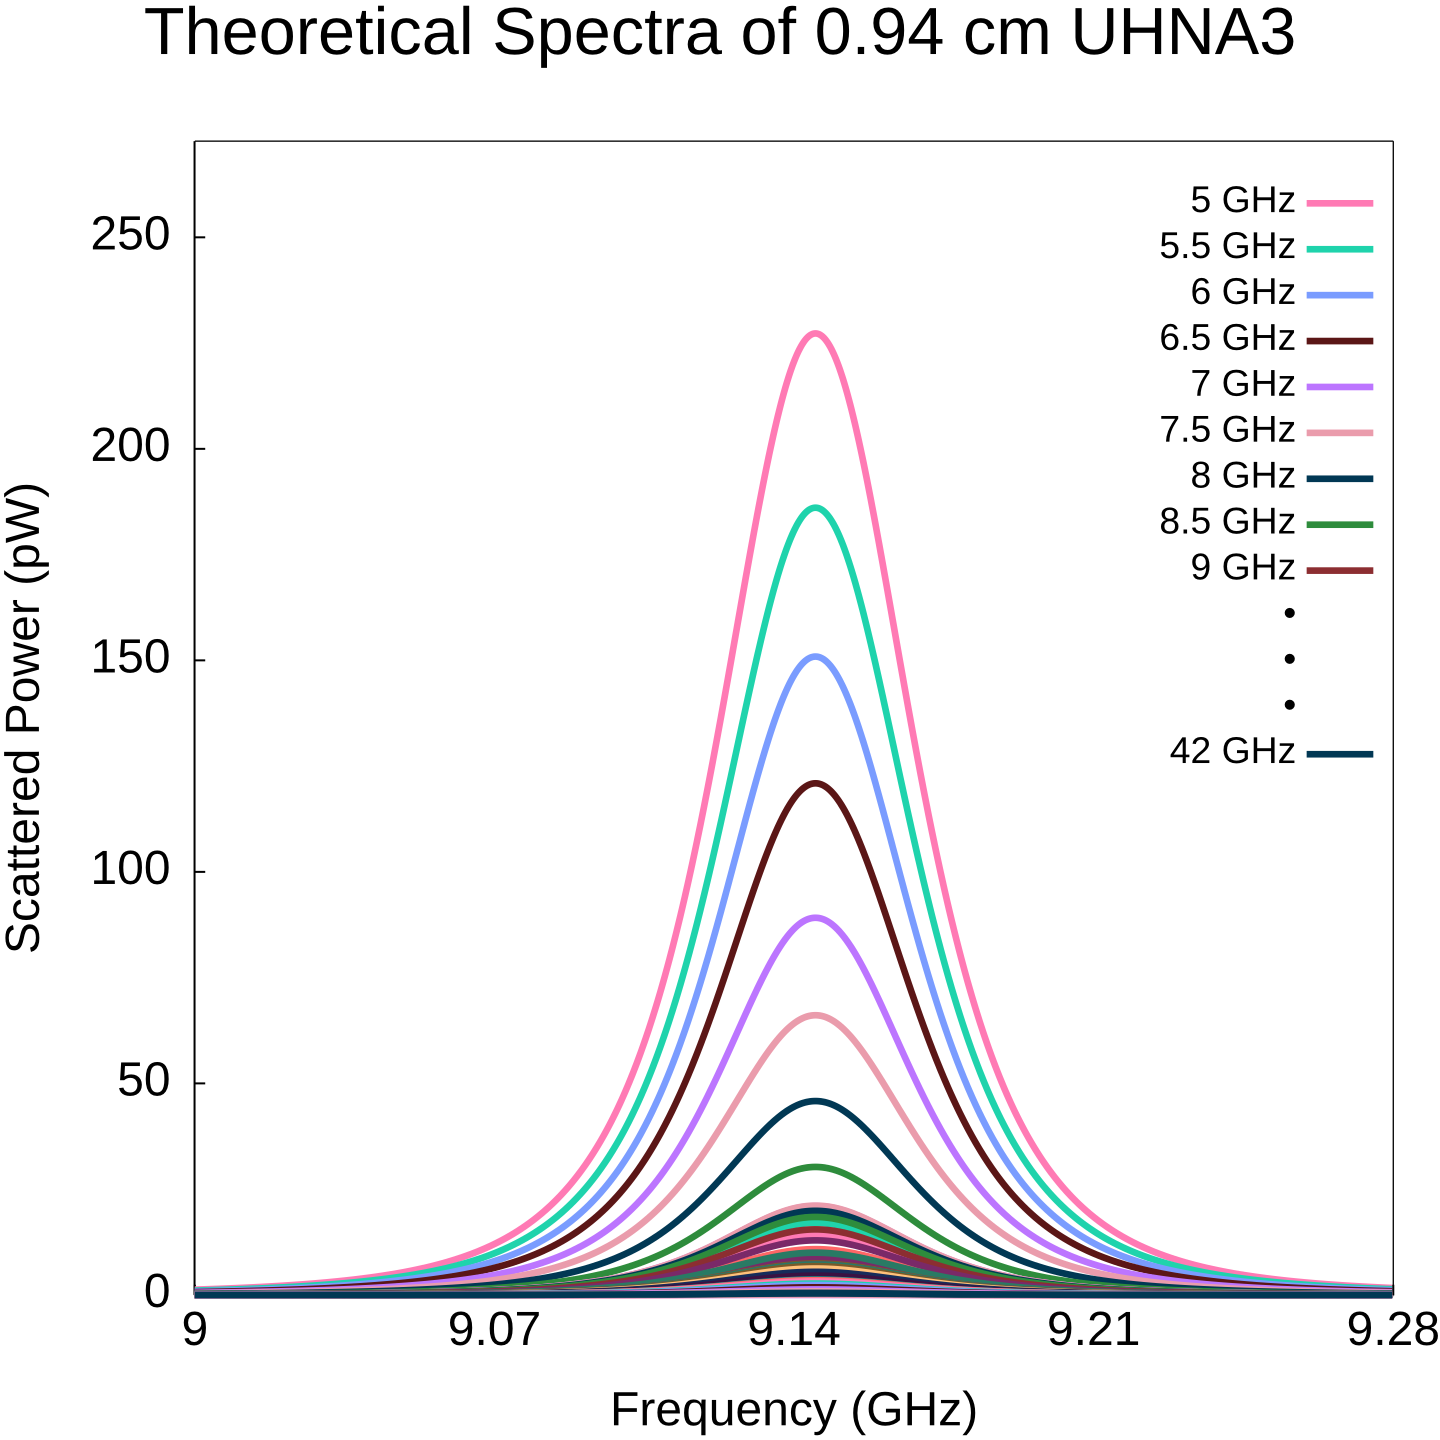 Theoretical Spectra of 0.94 cm UHNA3
5 GHz
5.5 GHz
6 GHz
6.5 GHz
7 GHz
7.5 GHz
8 GHz
8.5 GHz
9 GHz
42 GHz
250
200
150
100
50
0
Scattered Power (pW)
9 9.07 9.14 9.21 9.28
Frequency (GHz)